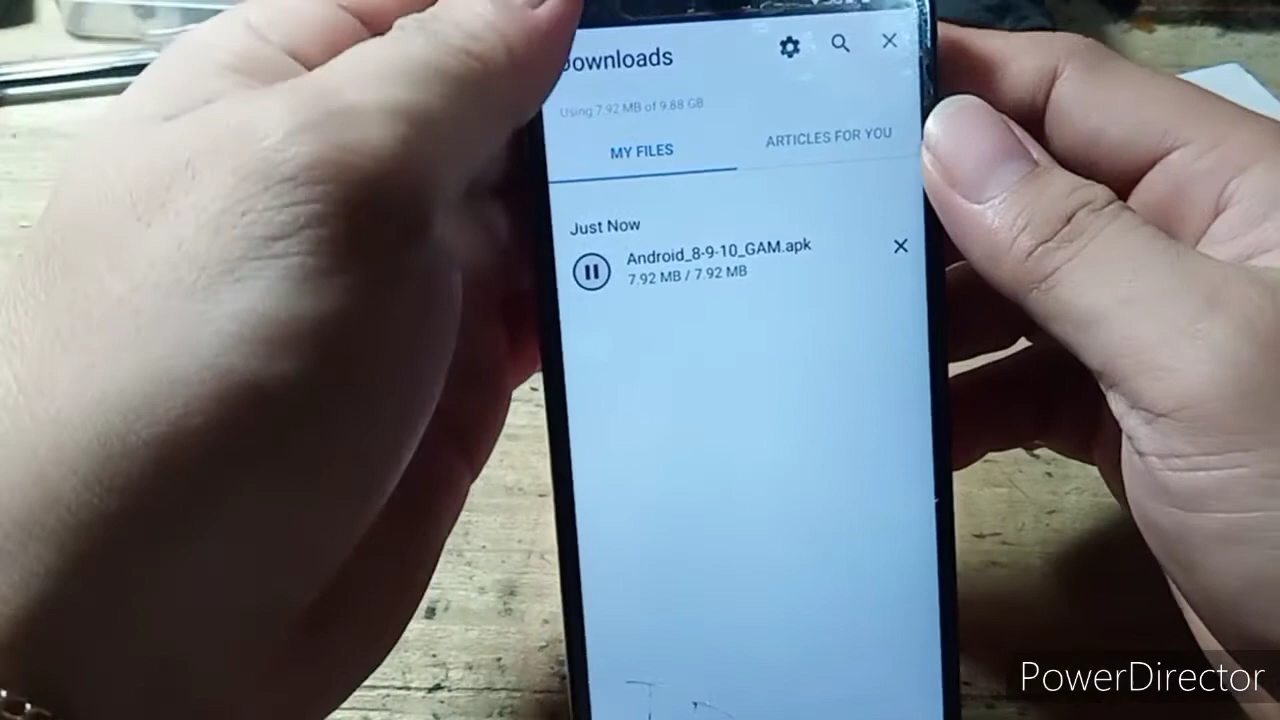 Downloads
Using 7.92 MB of 9.88 GB
MY FILES
ARTICLES FOR YOU
Just Now
Android_8-9-10_GAM.apk
7.92 MB / 7.92 MB
PowerDirector